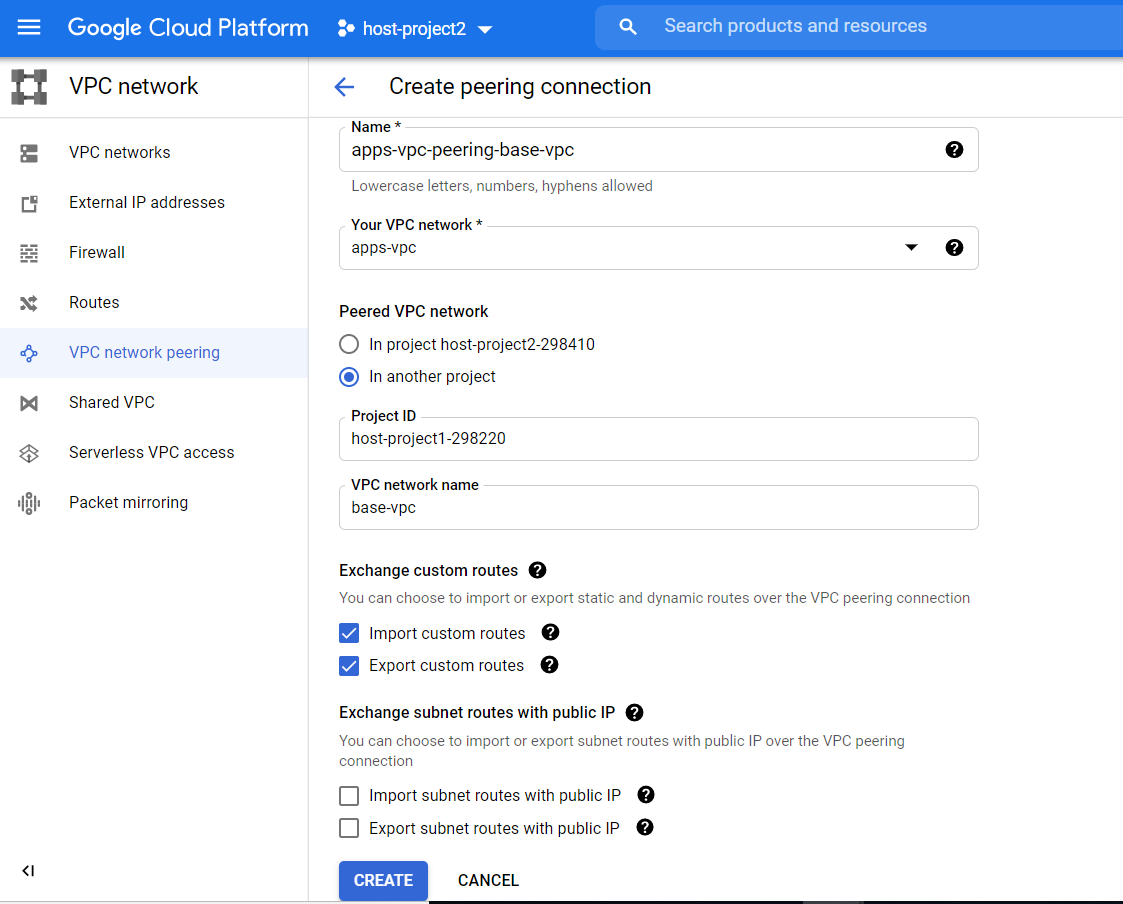 Google Cloud Platform
host-project2
Search products and resources
VPC network
Create peering connection
VPC networks
External IP addresses
Firewall
Routes
VPC network peering
Shared VPC
Serverless VPC access
Packet mirroring
Name *
apps-vpc-peering-base-vpc
Lowercase letters, numbers, hyphens allowed
Your VPC network *
apps-vpc
Peered VPC network
In project host-project2-298410
In another project
Project ID
host-project1-298220
VPC network name
base-vpc
Exchange custom routes
You can choose to import or export static and dynamic routes over the VPC peering connection
Import custom routes
Export custom routes
Exchange subnet routes with public IP
You can choose to import or export subnet routes with public IP over the VPC peering
connection
Import subnet routes with public IP
Export subnet routes with public IP
CREATE
CANCEL